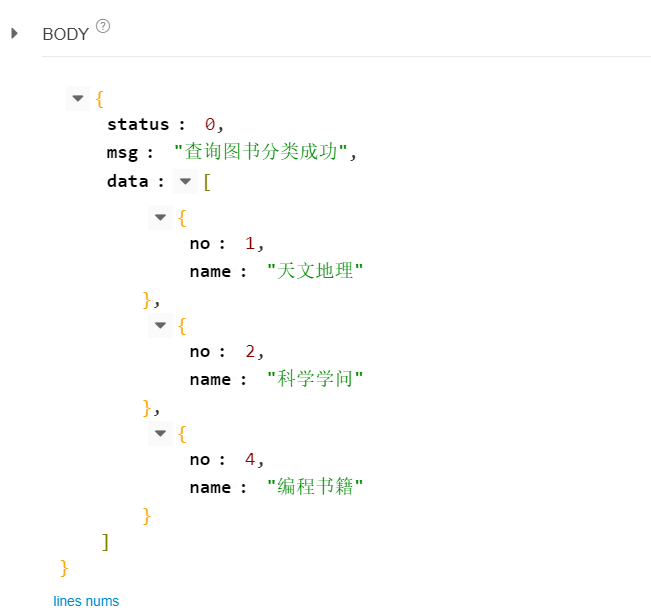 BODY ?
{
status : 0,
msg : "查询图书分类成功",
data : [
{
no : 1,
name : "天文地理"
},
{
no : 2,
name : "科学学问"
},
{
no : 4,
name : "编程书籍"
}
]
}
lines nums